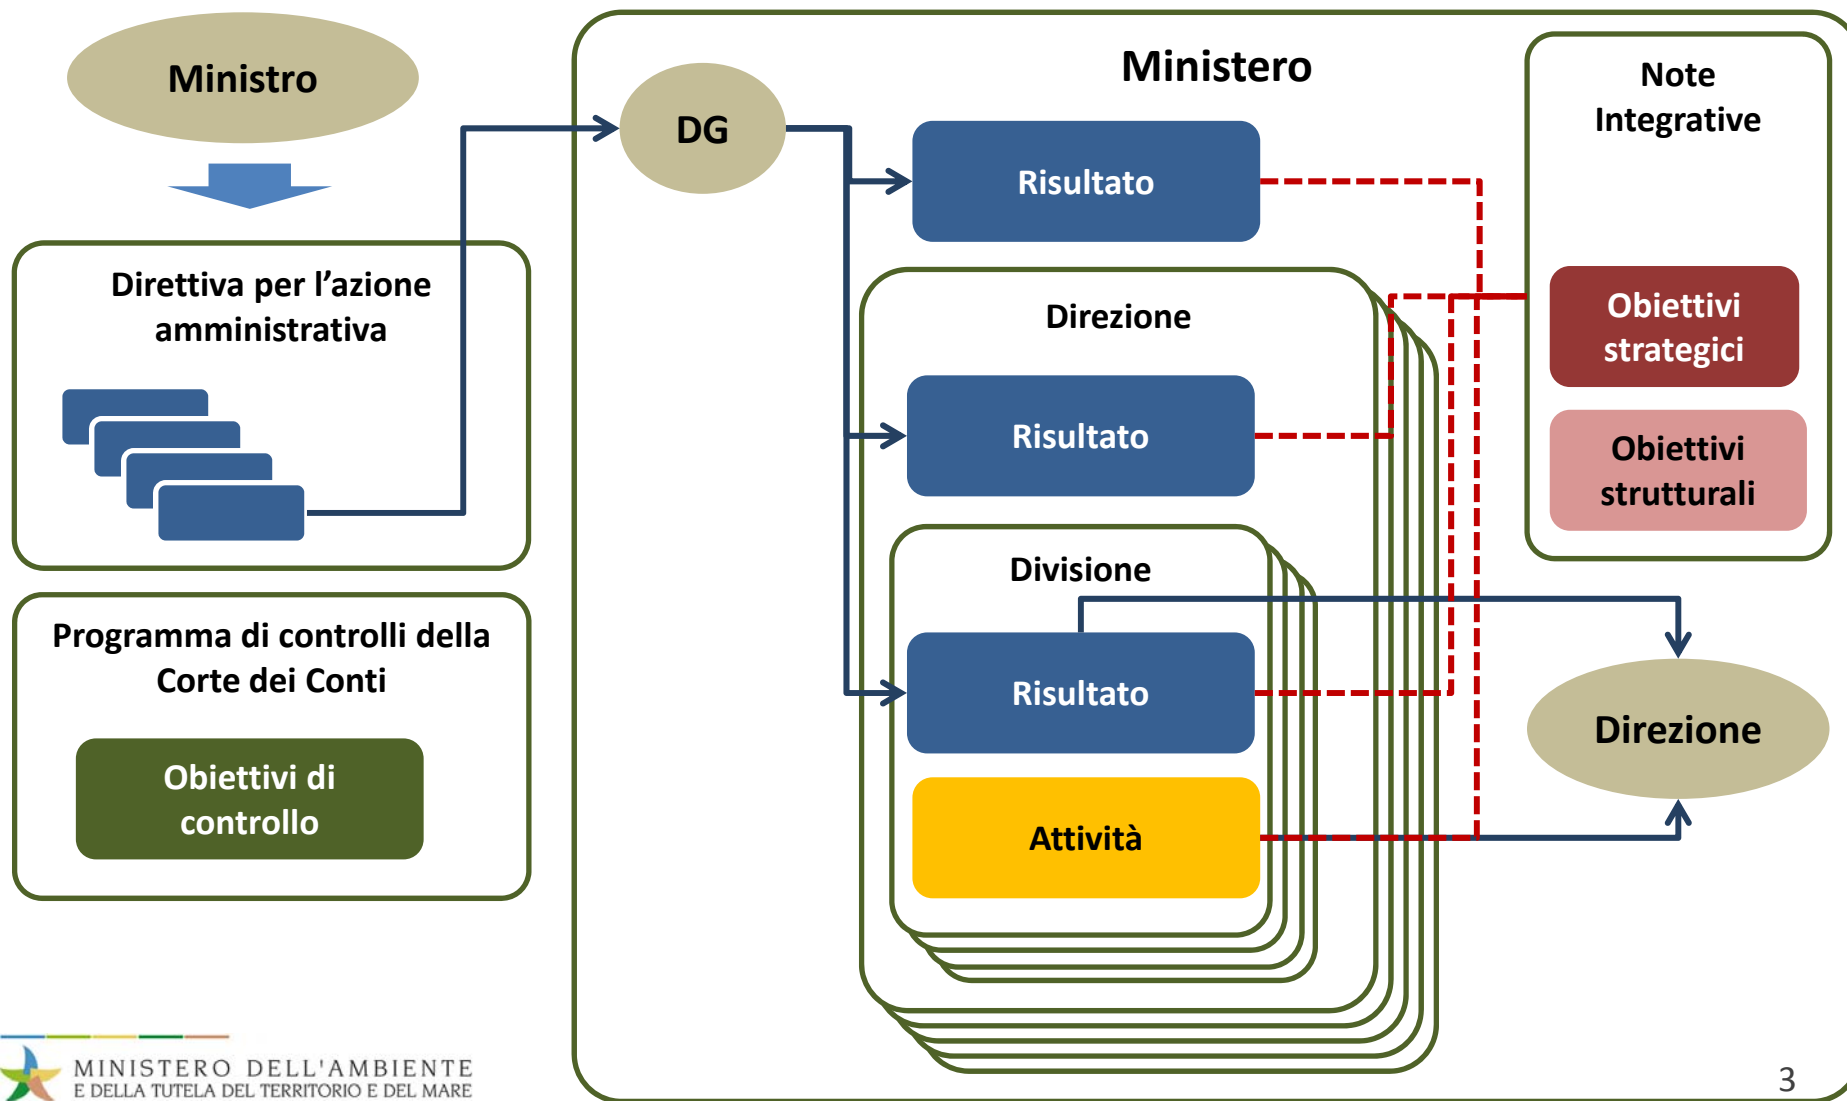 Ministro
Direttiva per l'azione
amministrativa
Programma di controlli della
Corte dei Conti
Obiettivi di
controllo
Ministero
DG
Risultato
Direzione
Risultato
Divisione
Risultato
Attività
Note
Integrative
Obiettivi
strategici
Obiettivi
strutturali
Direzione
MINISTERO DELL'AMBIENTE
E DELLA TUTELA DEL TERRITORIO E DEL MARE
3